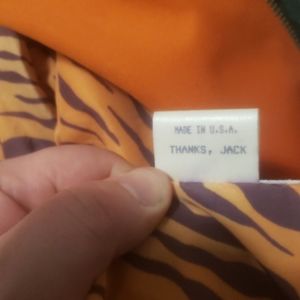 MADE IN U.S.A.
THANKS, JACK